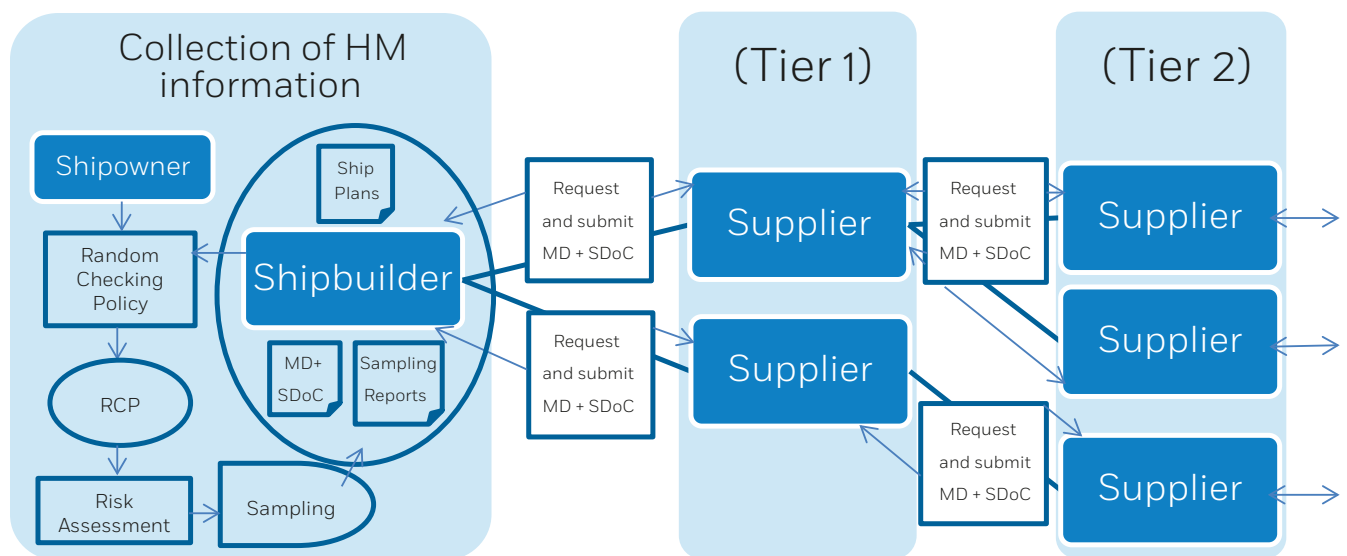 Collection of HM
information
Shipowner
Random
Checking
Policy
RCP
Risk
Assessment
Sampling
Ship
Plans
Shipbuilder
MD+
SDoC
Sampling
Reports
Request
and submit
MD + SDoC
Request
and submit
MD + SDoC
(Tier 1)
Supplier
Supplier
Request
and submit
MD + SDoC
Request
and submit
MD + SDoC
(Tier 2)
Supplier
Supplier
Supplier